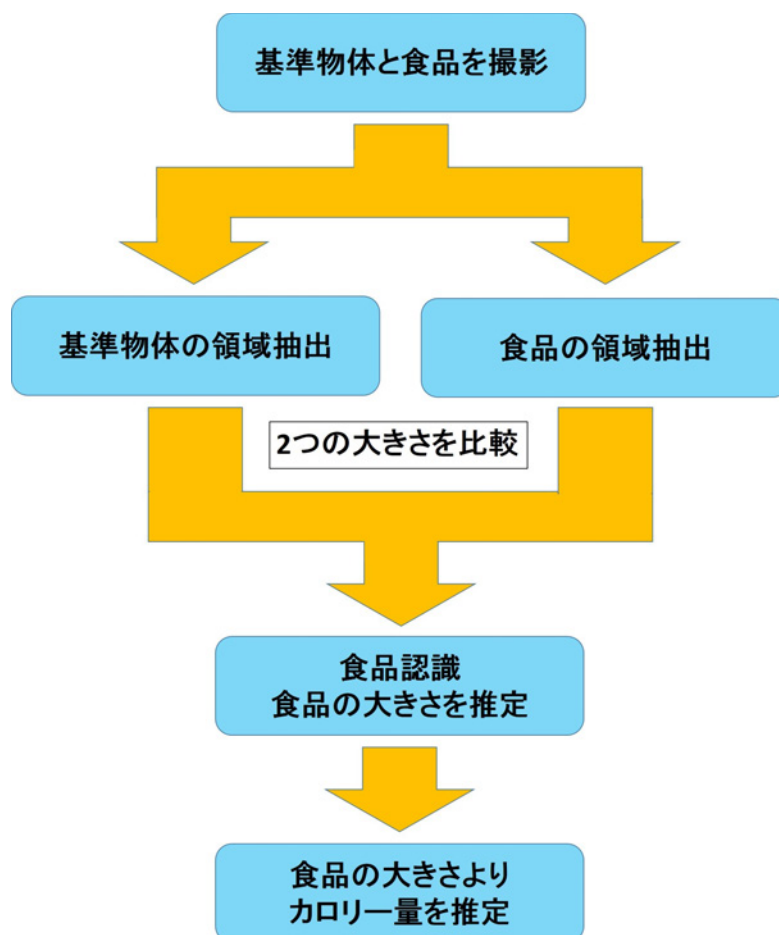 基準物体と食品を撮影
基準物体の領域抽出
食品の領域抽出
2つの大きさを比較
食品認識
食品の大きさを推定
食品の大きさより
カロリー量を推定